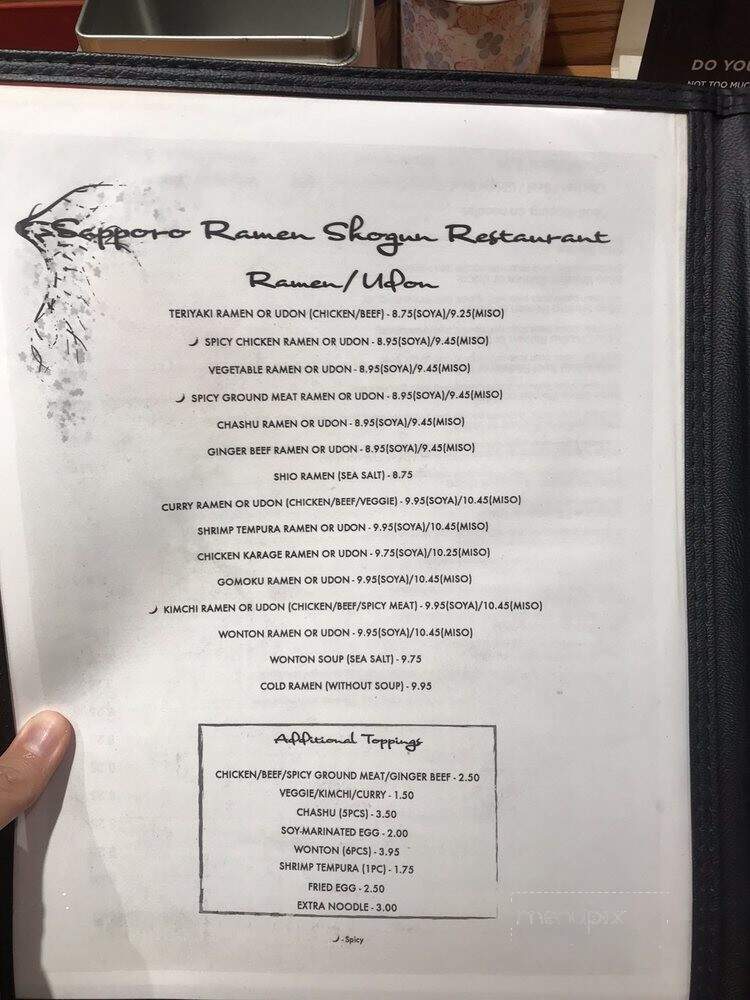 DO YOU
NOT TOO MUC
Sapporo Ramen Shogun Restaurant
Ramen/Udon
TERIYAKI RAMEN OR UDON (CHICKEN/BEEF) - 8.75(SOYA)/9.25(MISO)
SPICY CHICKEN RAMEN OR UDON - 8.95(SOYA)/9.45(MISO)
VEGETABLE RAMEN OR UDON - 8.95(SOYA)/9.45(MISO)
SPICY GROUND MEAT RAMEN OR UDON - 8.95(SOYA)/9.45(MISO)
CHASHU RAMEN OR UDON - 8.95(SOYA)/9.45(MISO)
GINGER BEEF RAMEN OR UDON - 8.95(SOYA)/9.45(MISO)
SHIO RAMEN (SEA SALT) - 8.75
CURRY RAMEN OR UDON (CHICKEN/BEEF/VEGGIE) - 9.95(SOYA)/10.45(MISO)
SHRIMP TEMPURA RAMEN OR UDON - 9.95(SOYA)/10.45(MISO)
CHICKEN KARAGE RAMEN OR UDON - 9.75(SOYA)/10.25(MISO)
GOMOKU RAMEN OR UDON - 9.95(SOYA)/10.45(MISO)
KIMCHI RAMEN OR UDON (CHICKEN/BEEF/SPICY MEAT) - 9.95(SOYA)/10.45(MISO)
WONTON RAMEN OR UDON - 9.95(SOYA)/10.45(MISO)
WONTON SOUP (SEA SALT) - 9.75
COLD RAMEN (WITHOUT SOUP) - 9.95
Additional Toppings
CHICKEN/BEEF/SPICY GROUND MEAT/GINGER BEEF - 2.50
VEGGIE/KIMCHI/CURRY - 1.50
CHASHU (5PCS) - 3.50
SOY-MARINATED EGG - 2.00
WONTON (6PCS) - 3.95
SHRIMP TEMPURA (1PC) - 1.75
FRIED EGG - 2.50
EXTRA NOODLE - 3.00
menupix
- Spicy